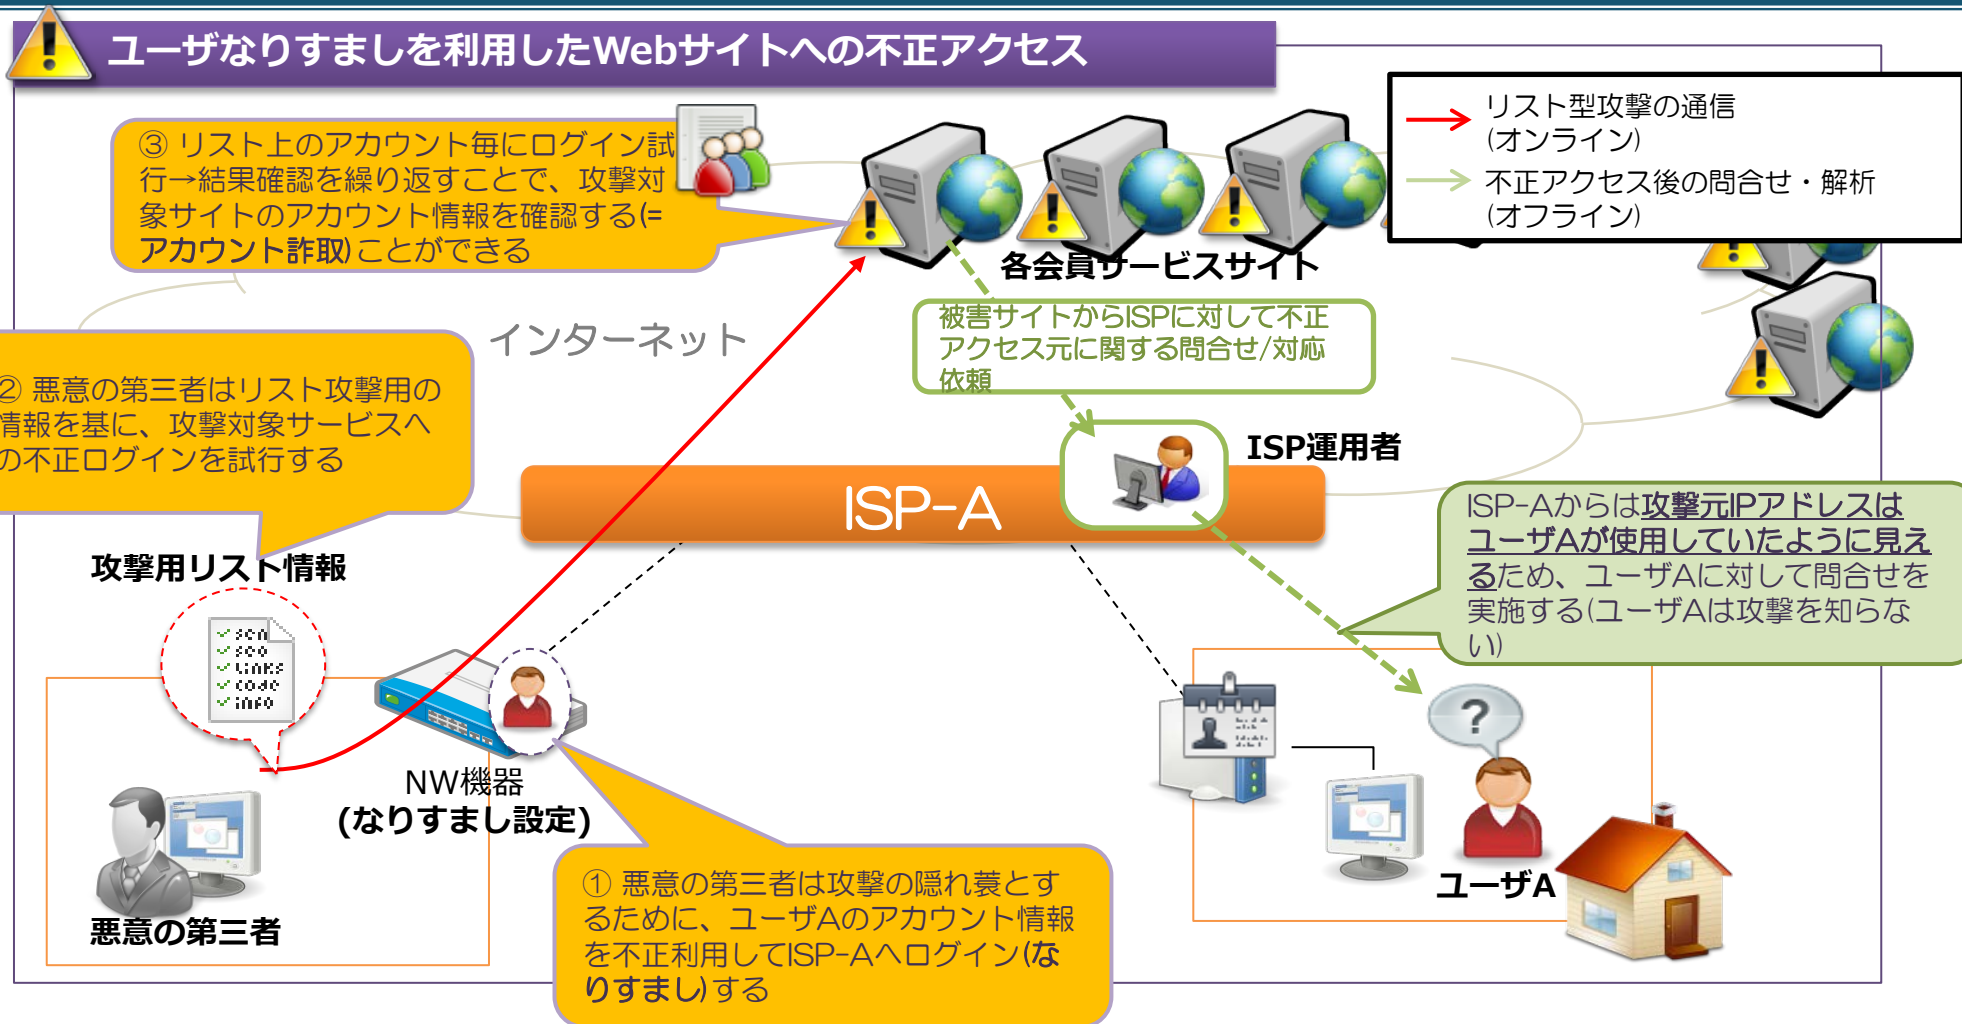 ユーザなりすましを利用したWebサイトへの不正アクセス
リスト型攻撃の通信
(オンライン)
不正アクセス後の問合せ・解析
(オフライン)
③ リスト上のアカウント毎にログイン試
行→結果確認を繰り返すことで、攻撃対
象サイトのアカウント情報を確認する(=
アカウント詐取)ことができる
各会員サービスサイト
被害サイトからISPに対して不正
アクセス元に関する問合せ/対応
依頼
インターネット
② 悪意の第三者はリスト攻撃用の
情報を基に、攻撃対象サービスへ
の不正ログインを試行する
ISP運用者
ISP-A
ISP-Aからは攻撃元IPアドレスは
ユーザAが使用していたように見え
るため、ユーザAに対して問合せを
実施する(ユーザAは攻撃を知らな
い)
攻撃用リスト情報
seo
links
code
info
?
NW機器
(なりすまし設定)
悪意の第三者
① 悪意の第三者は攻撃の隠れ蓑とす
るために、ユーザAのアカウント情報
を不正利用してISP-Aへログイン(な
りすまし)する
ユーザA